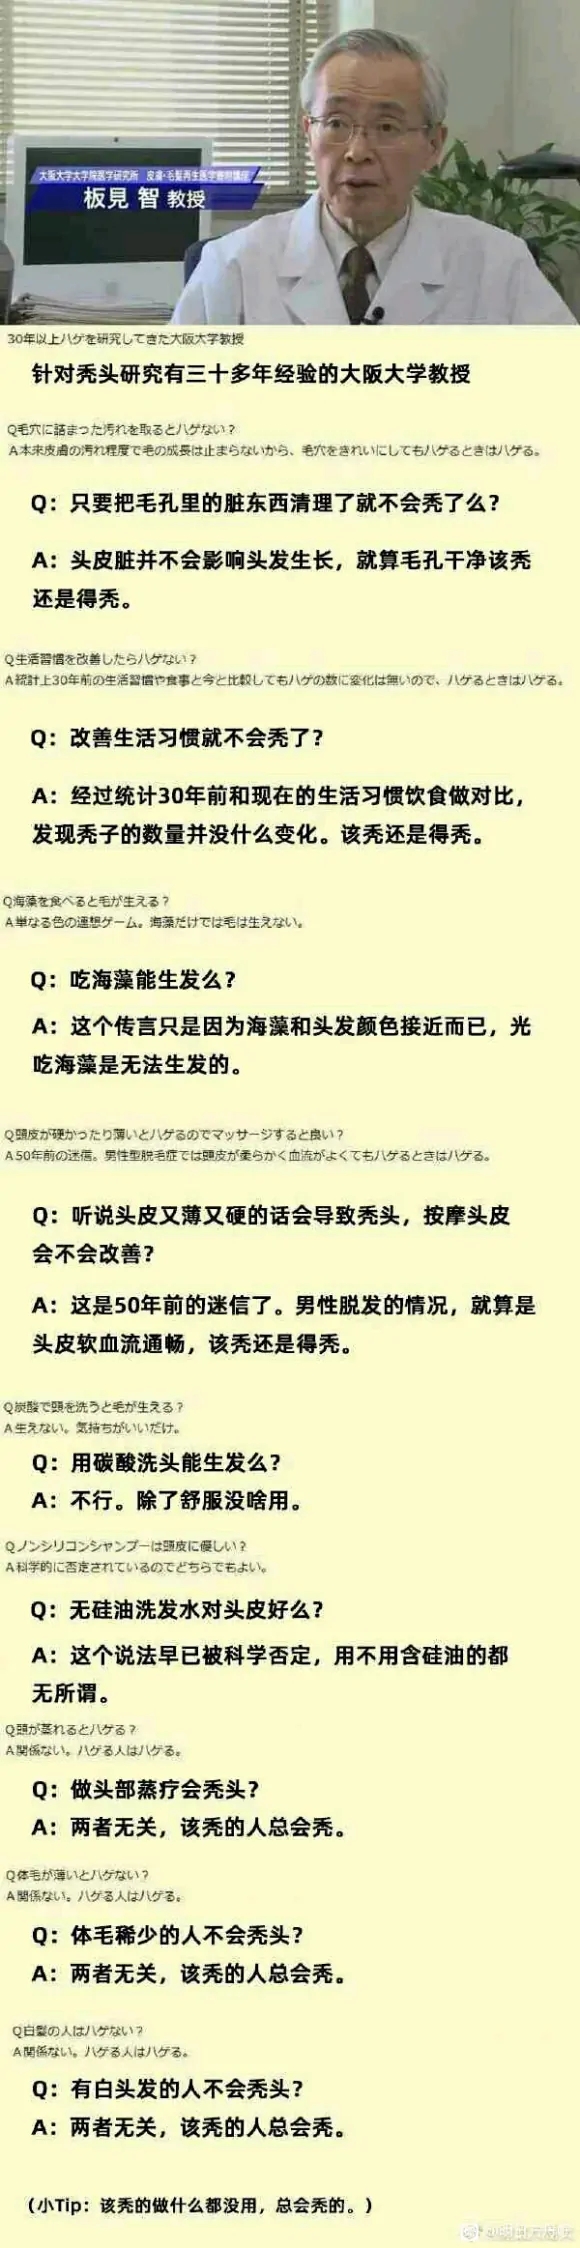 大阪大学大学院医学研究所 皮膚・毛髪再生医学寄附講座
板見 智 教授
30年以上ハゲを研究してきた大阪大学教授
针对秃头研究有三十多年经验的大阪大学教授
Q毛穴に詰まった汚れを取るとハゲない？
A本来皮膚の汚れ程度で毛の成長は止まらないから、毛穴をきれいにしてもハゲるときはハゲる。
Q：只要把毛孔里的脏东西清理了就不会秃了么？
A：头皮脏并不会影响头发生长，就算毛孔干净该秃
还是得秃。
Q生活習慣を改善したらハゲない？
A統計上30年前の生活習慣や食事と今と比較してもハゲの数に変化は無いので、ハゲるときはハゲる。
Q：改善生活习惯就不会秃了？
A：经过统计30年前和现在的生活习惯饮食做对比，
发现秃子的数量并没什么变化。该秃还是得秃。
Q海藻を食べると毛が生える？
A単なる色の連想ゲーム。海藻だけでは毛は生えない。
Q：吃海藻能生发么？
A：这个传言只是因为海藻和头发颜色接近而已，光
吃海藻是无法生发的。
Q頭皮が硬かったり薄いとハゲるのでマッサージすると良い？
A50年前の迷信。男性型脱毛症では頭皮が柔らかく血流がよくてもハゲるときはハゲる。
Q：听说头皮又薄又硬的话会导致秃头，按摩头皮
会不会改善？
A：这是50年前的迷信了。男性脱发的情况，就算是
头皮软血流通畅，该秃还是得秃。
Q炭酸で頭を洗うと毛が生える？
A生えない。気持ちがいいだけ。
Q：用碳酸洗头能生发么？
A：不行。除了舒服没啥用。
Qノンシリコンシャンプーは頭皮に優しい？
A科学的に否定されているのでどちらでもよい。
Q：无硅油洗发水对头皮好么？
A：这个说法早已被科学否定，用不用含硅油的都
无所谓。
Q頭が蒸れるとハゲる？
A関係ない。ハゲる人はハゲる。
Q：做头部蒸疗会秃头？
A：两者无关，该秃的人总会秃。
Q体毛が薄いとハゲない？
A関係ない。ハゲる人はハゲる。
Q：体毛稀少的人不会秃头？
A：两者无关，该秃的人总会秃。
Q白髪の人はハゲない？
A関係ない。ハゲる人はハゲる。
Q：有白头发的人不会秃头？
A：两者无关，该秃的人总会秃。
（小Tip：该秃的做什么都没用，总会秃的。）